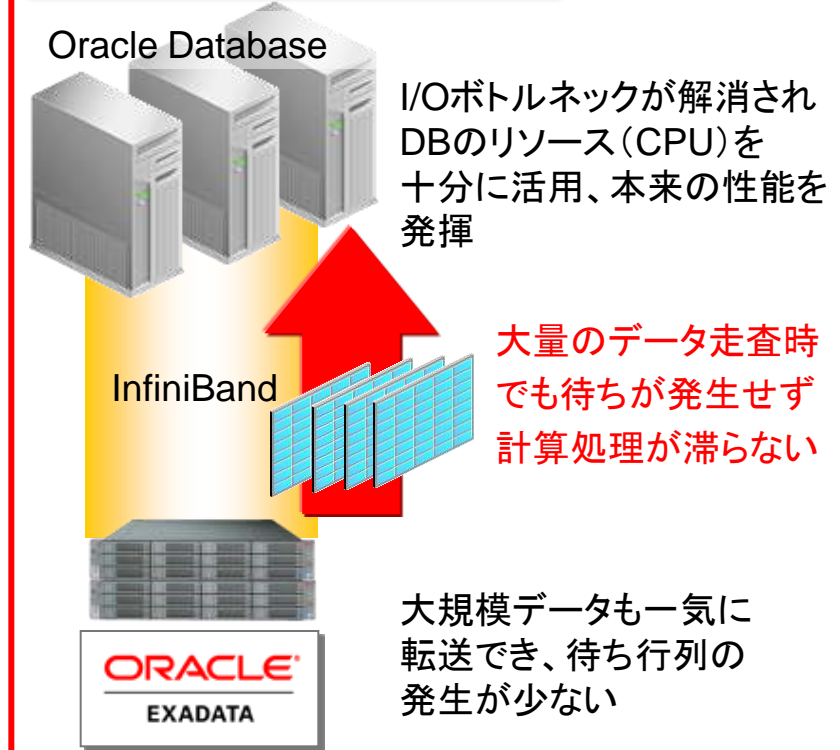 Oracle Database
I/Oボトルネックが解消され
DBのリソース（CPU）を
十分に活用、本来の性能を
発揮
大量のデータ走査時
でも待ちが発生せず
計算処理が滞らない
InfiniBand
大規模データも一気に
転送でき、待ち行列の
発生が少ない
ORACLE®
EXADATA